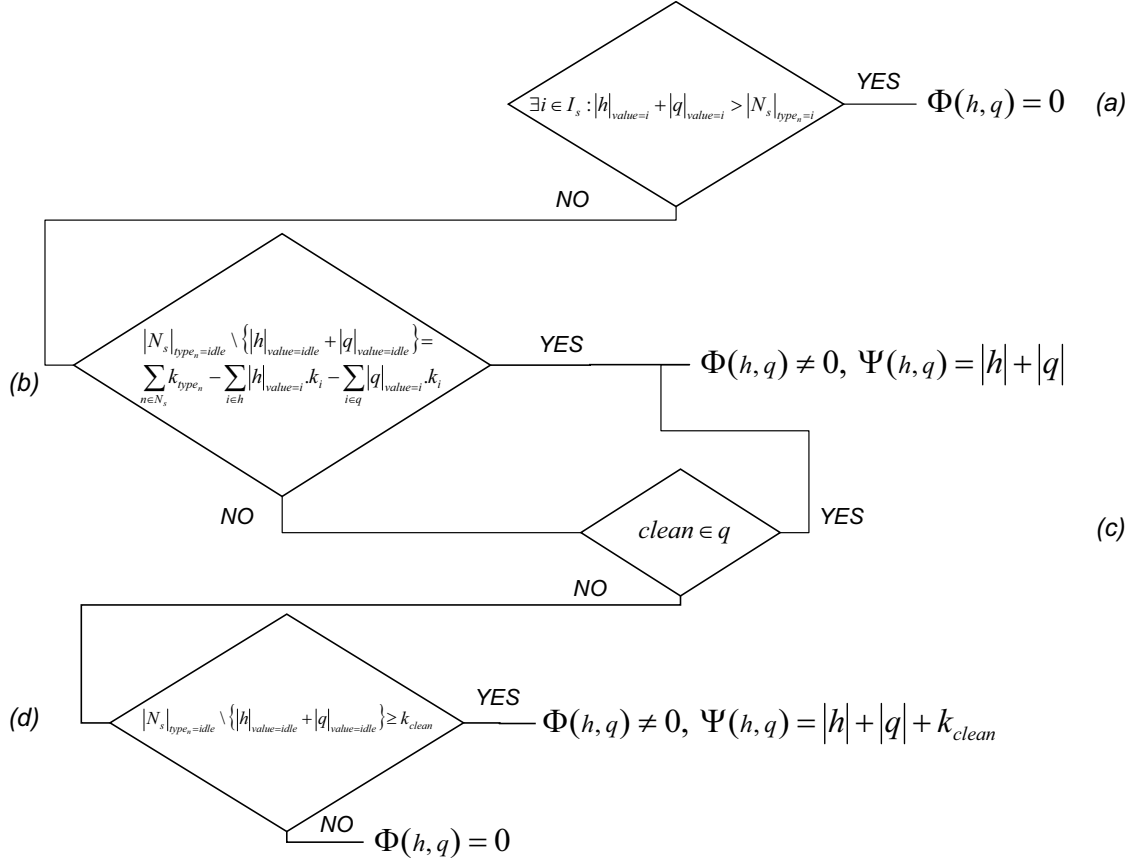 ∃i ∈ I_s : |h|_{value=i} + |q|_{value=i} > |N_s|_{type_n=i}
YES
Φ(h, q) = 0
(a)
NO
(b)
|N_s|_{type_n=idle} \ {|h|_{value=idle} + |q|_{value=idle}} =
∑_{n∈N_s} k_{type_n} − ∑_{i∈h} |h|_{value=i}.k_i − ∑_{i∈q} |q|_{value=i}.k_i
YES
Φ(h, q) ≠ 0, Ψ(h, q) = |h| + |q|
NO
clean ∈ q
YES
(c)
NO
(d)
|N_s|_{type_n=idle} \ {|h|_{value=idle} + |q|_{value=idle}} ≥ k_{clean}
YES
Φ(h, q) ≠ 0, Ψ(h, q) = |h| + |q| + k_{clean}
NO
Φ(h, q) = 0